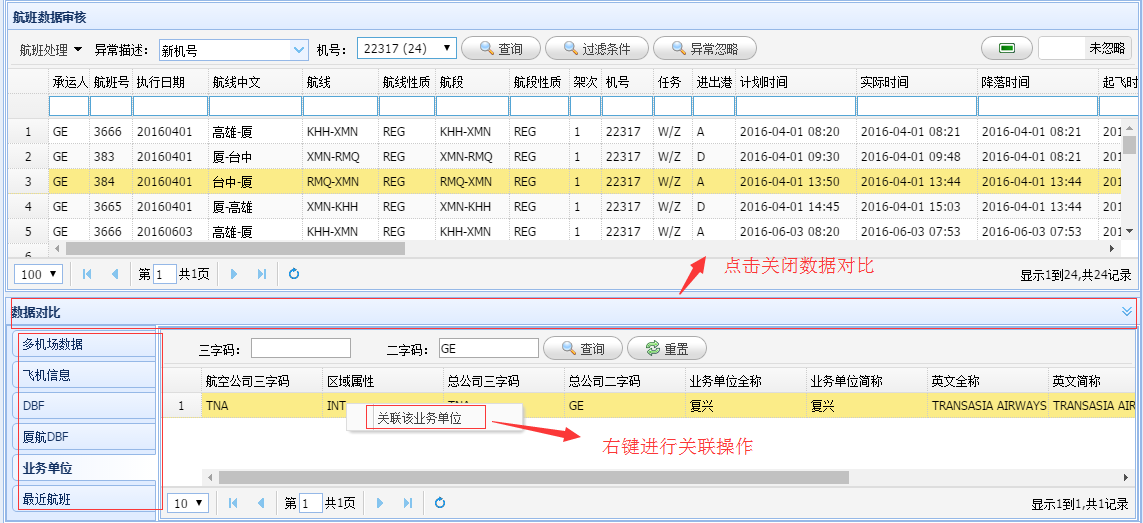 航班数据审核
航班处理 异常描述: 新机号 机号: 22317 (24) 查询 过滤条件 异常忽略 未忽略
承运人 航班号 执行日期 航线中文 航线 航线性质 航段 航段性质 架次 机号 任务 进出港 计划时间 实际时间 降落时间 起飞时
1 GE 3666 20160401 高雄-厦 KHH-XMN REG KHH-XMN REG 1 22317 W/Z A 2016-04-01 08:20 2016-04-01 08:21 2016-04-01 08:21 201
2 GE 383 20160401 厦-台中 XMN-RMQ REG XMN-RMQ REG 1 22317 W/Z D 2016-04-01 09:30 2016-04-01 09:48 2016-04-01 08:21 201
3 GE 384 20160401 台中-厦 RMQ-XMN REG RMQ-XMN REG 1 22317 W/Z A 2016-04-01 13:50 2016-04-01 13:44 2016-04-01 13:44 201
4 GE 3665 20160401 厦-高雄 XMN-KHH REG XMN-KHH REG 1 22317 W/Z D 2016-04-01 14:45 2016-04-01 15:03 2016-04-01 13:44 201
5 GE 3666 20160603 高雄-厦 KHH-XMN REG KHH-XMN REG 1 22317 W/Z A 2016-06-03 08:20 2016-06-03 07:53 2016-06-03 07:53 201
6
100 第 1 共1页 显示1到24,共24记录
点击关闭数据对比
数据对比
多机场数据
飞机信息
DBF
厦航DBF
业务单位
最近航班
三字码: 二字码: GE 查询 重置
航空公司三字码 区域属性 总公司三字码 总公司二字码 业务单位全称 业务单位简称 英文全称 英文简称
1 TNA INT TNA GE 复兴 复兴 TRANSASIA AIRWAYS TRANSASIA AIR
关联该业务单位
右键进行关联操作
10 第 1 共1页 显示1到1,共1记录